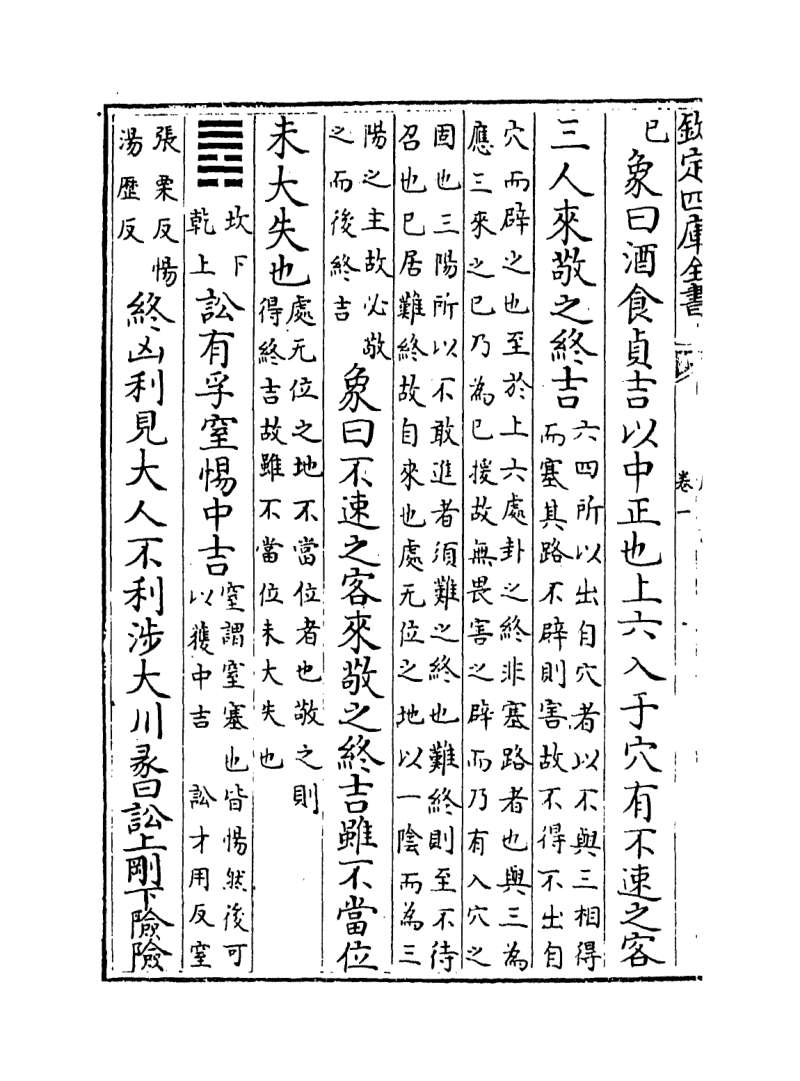 欽定四庫全書
卷一
已
象曰酒食貞吉以中正也上六入于穴有不速之客
三人來敬之終吉
六四所以出自穴者以不與三相得
而塞其路不辟則害故不得不出自
穴而辟之也至於上六處卦之終非塞路者也與三為
應三來之已乃為已援故無畏害之辟而乃有入穴之
固也三陽所以不敢進者須難之終也難終則至不待
召也已居難終故自來也處无位之地以一陰而為三
陽之主故必敬
之而後終吉
象曰不速之客來敬之終吉雖不當位
未大失也
處无位之地不當位者也敬之則
得終吉故雖不當位未大失也
䷅
坎下
乾上
訟有孚窒惕中吉
窒謂窒塞也皆惕然後可
以獲中吉 訟才用反窒
張栗反惕
湯歷反
終凶利見大人不利涉大川彖曰訟上剛下險險